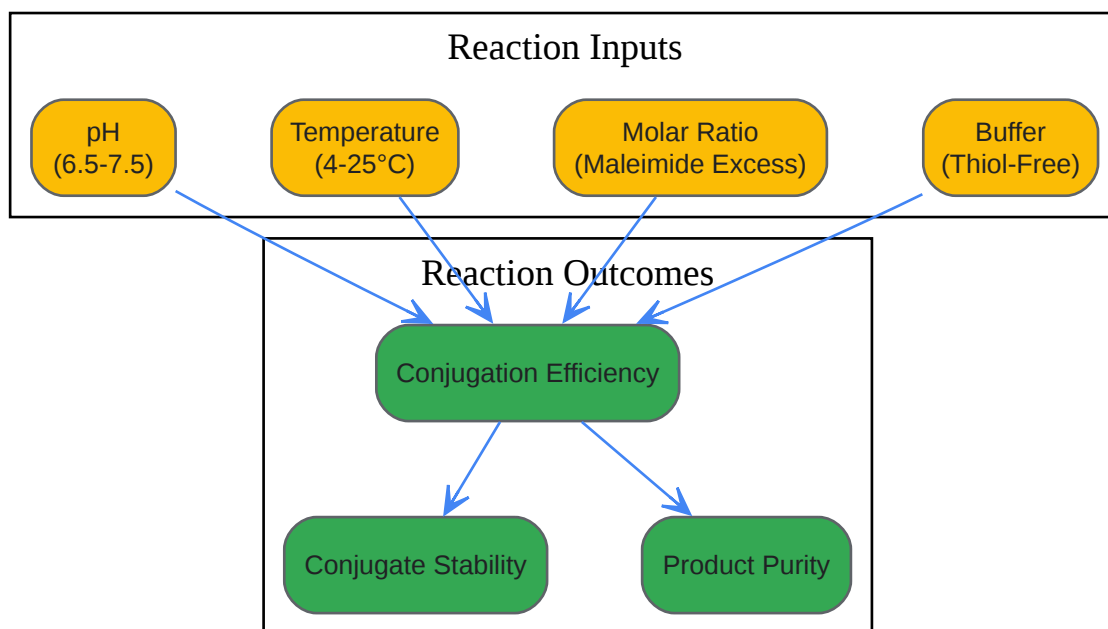 Reaction Inputs
pH
(6.5-7.5)
Temperature
(4-25°C)
Molar Ratio
(Maleimide Excess)
Buffer
(Thiol-Free)
Reaction Outcomes
Conjugation Efficiency
Conjugate Stability
Product Purity